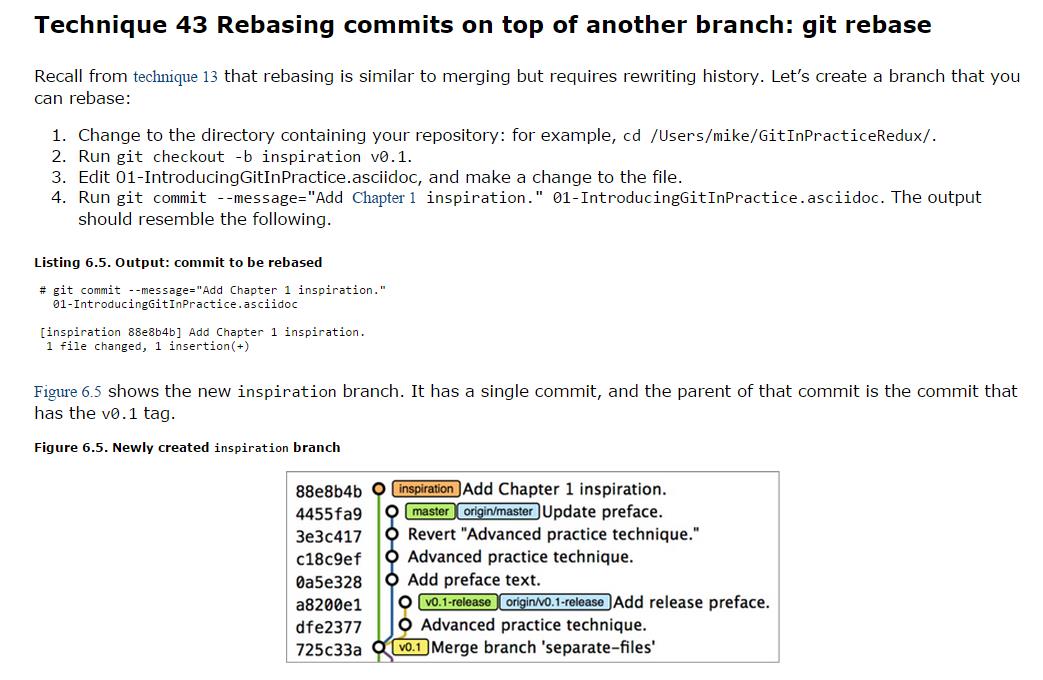 Technique 43 Rebasing commits on top of another branch: git rebase
Recall from technique 13 that rebasing is similar to merging but requires rewriting history. Let’s create a branch that you
can rebase:
1. Change to the directory containing your repository: for example, cd /Users/mike/GitInPracticeRedux/.
2. Run git checkout -b inspiration v0.1.
3. Edit 01-IntroducingGitInPractice.asciidoc, and make a change to the file.
4. Run git commit --message="Add Chapter 1 inspiration." 01-IntroducingGitInPractice.asciidoc. The output
should resemble the following.
Listing 6.5. Output: commit to be rebased
# git commit --message="Add Chapter 1 inspiration."
01-IntroducingGitInPractice.asciidoc
[inspiration 88e8b4b] Add Chapter 1 inspiration.
1 file changed, 1 insertion(+)
Figure 6.5 shows the new inspiration branch. It has a single commit, and the parent of that commit is the commit that
has the v0.1 tag.
Figure 6.5. Newly created inspiration branch
88e8b4b inspiration Add Chapter 1 inspiration.
4455fa9 master origin/master Update preface.
3e3c417 Revert "Advanced practice technique."
c18c9ef Advanced practice technique.
0a5e328 Add preface text.
a8200e1 v0.1-release origin/v0.1-release Add release preface.
dfe2377 Advanced practice technique.
725c33a v0.1 Merge branch 'separate-files'